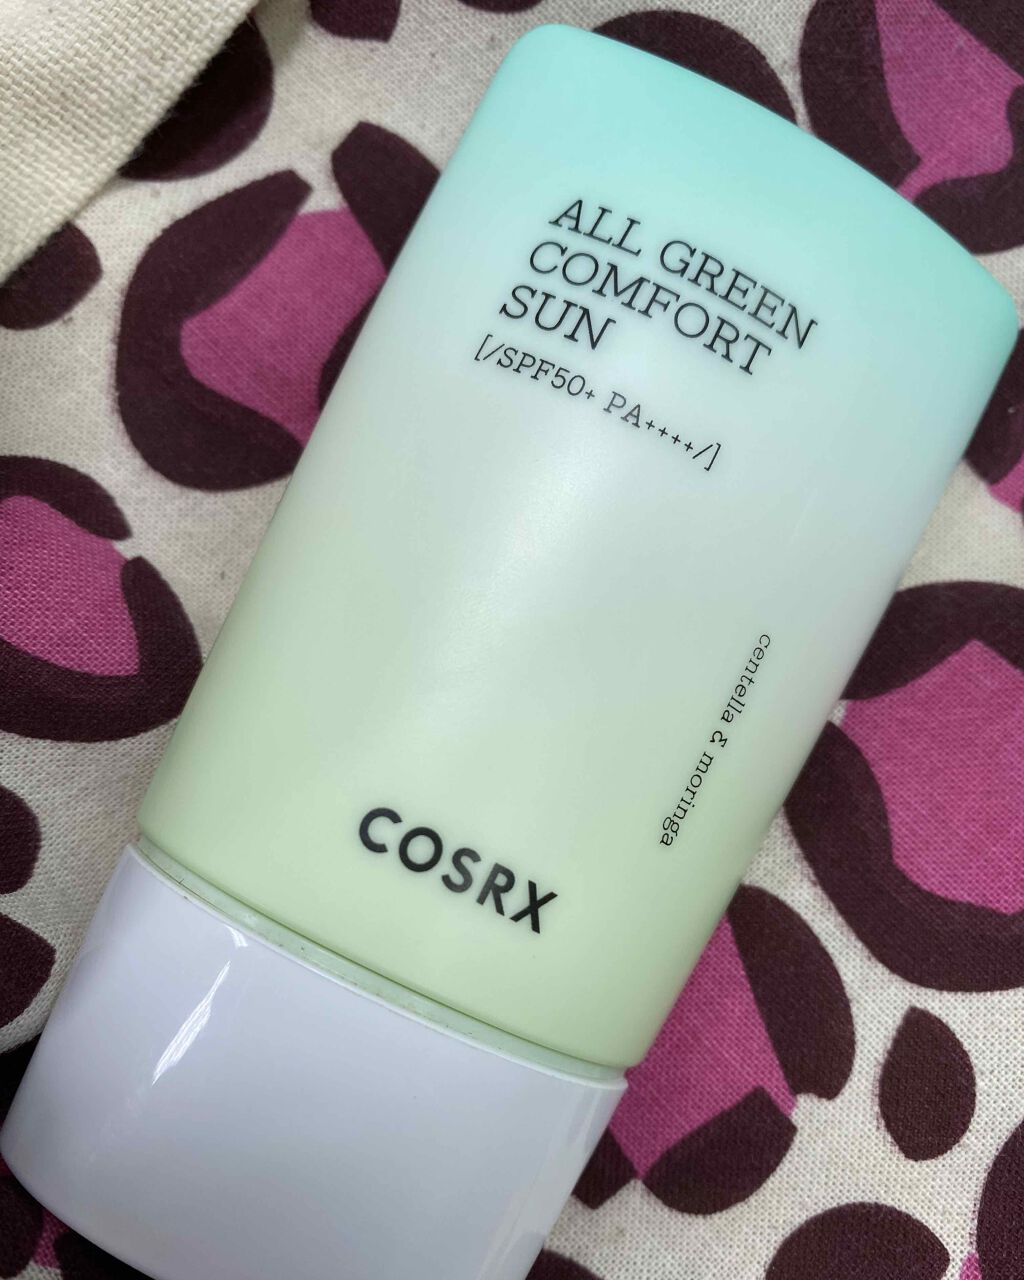 ALL GREEN
COMFORT
SUN
[/SPF50+ PA++++/]
centella & moringa
COSRX